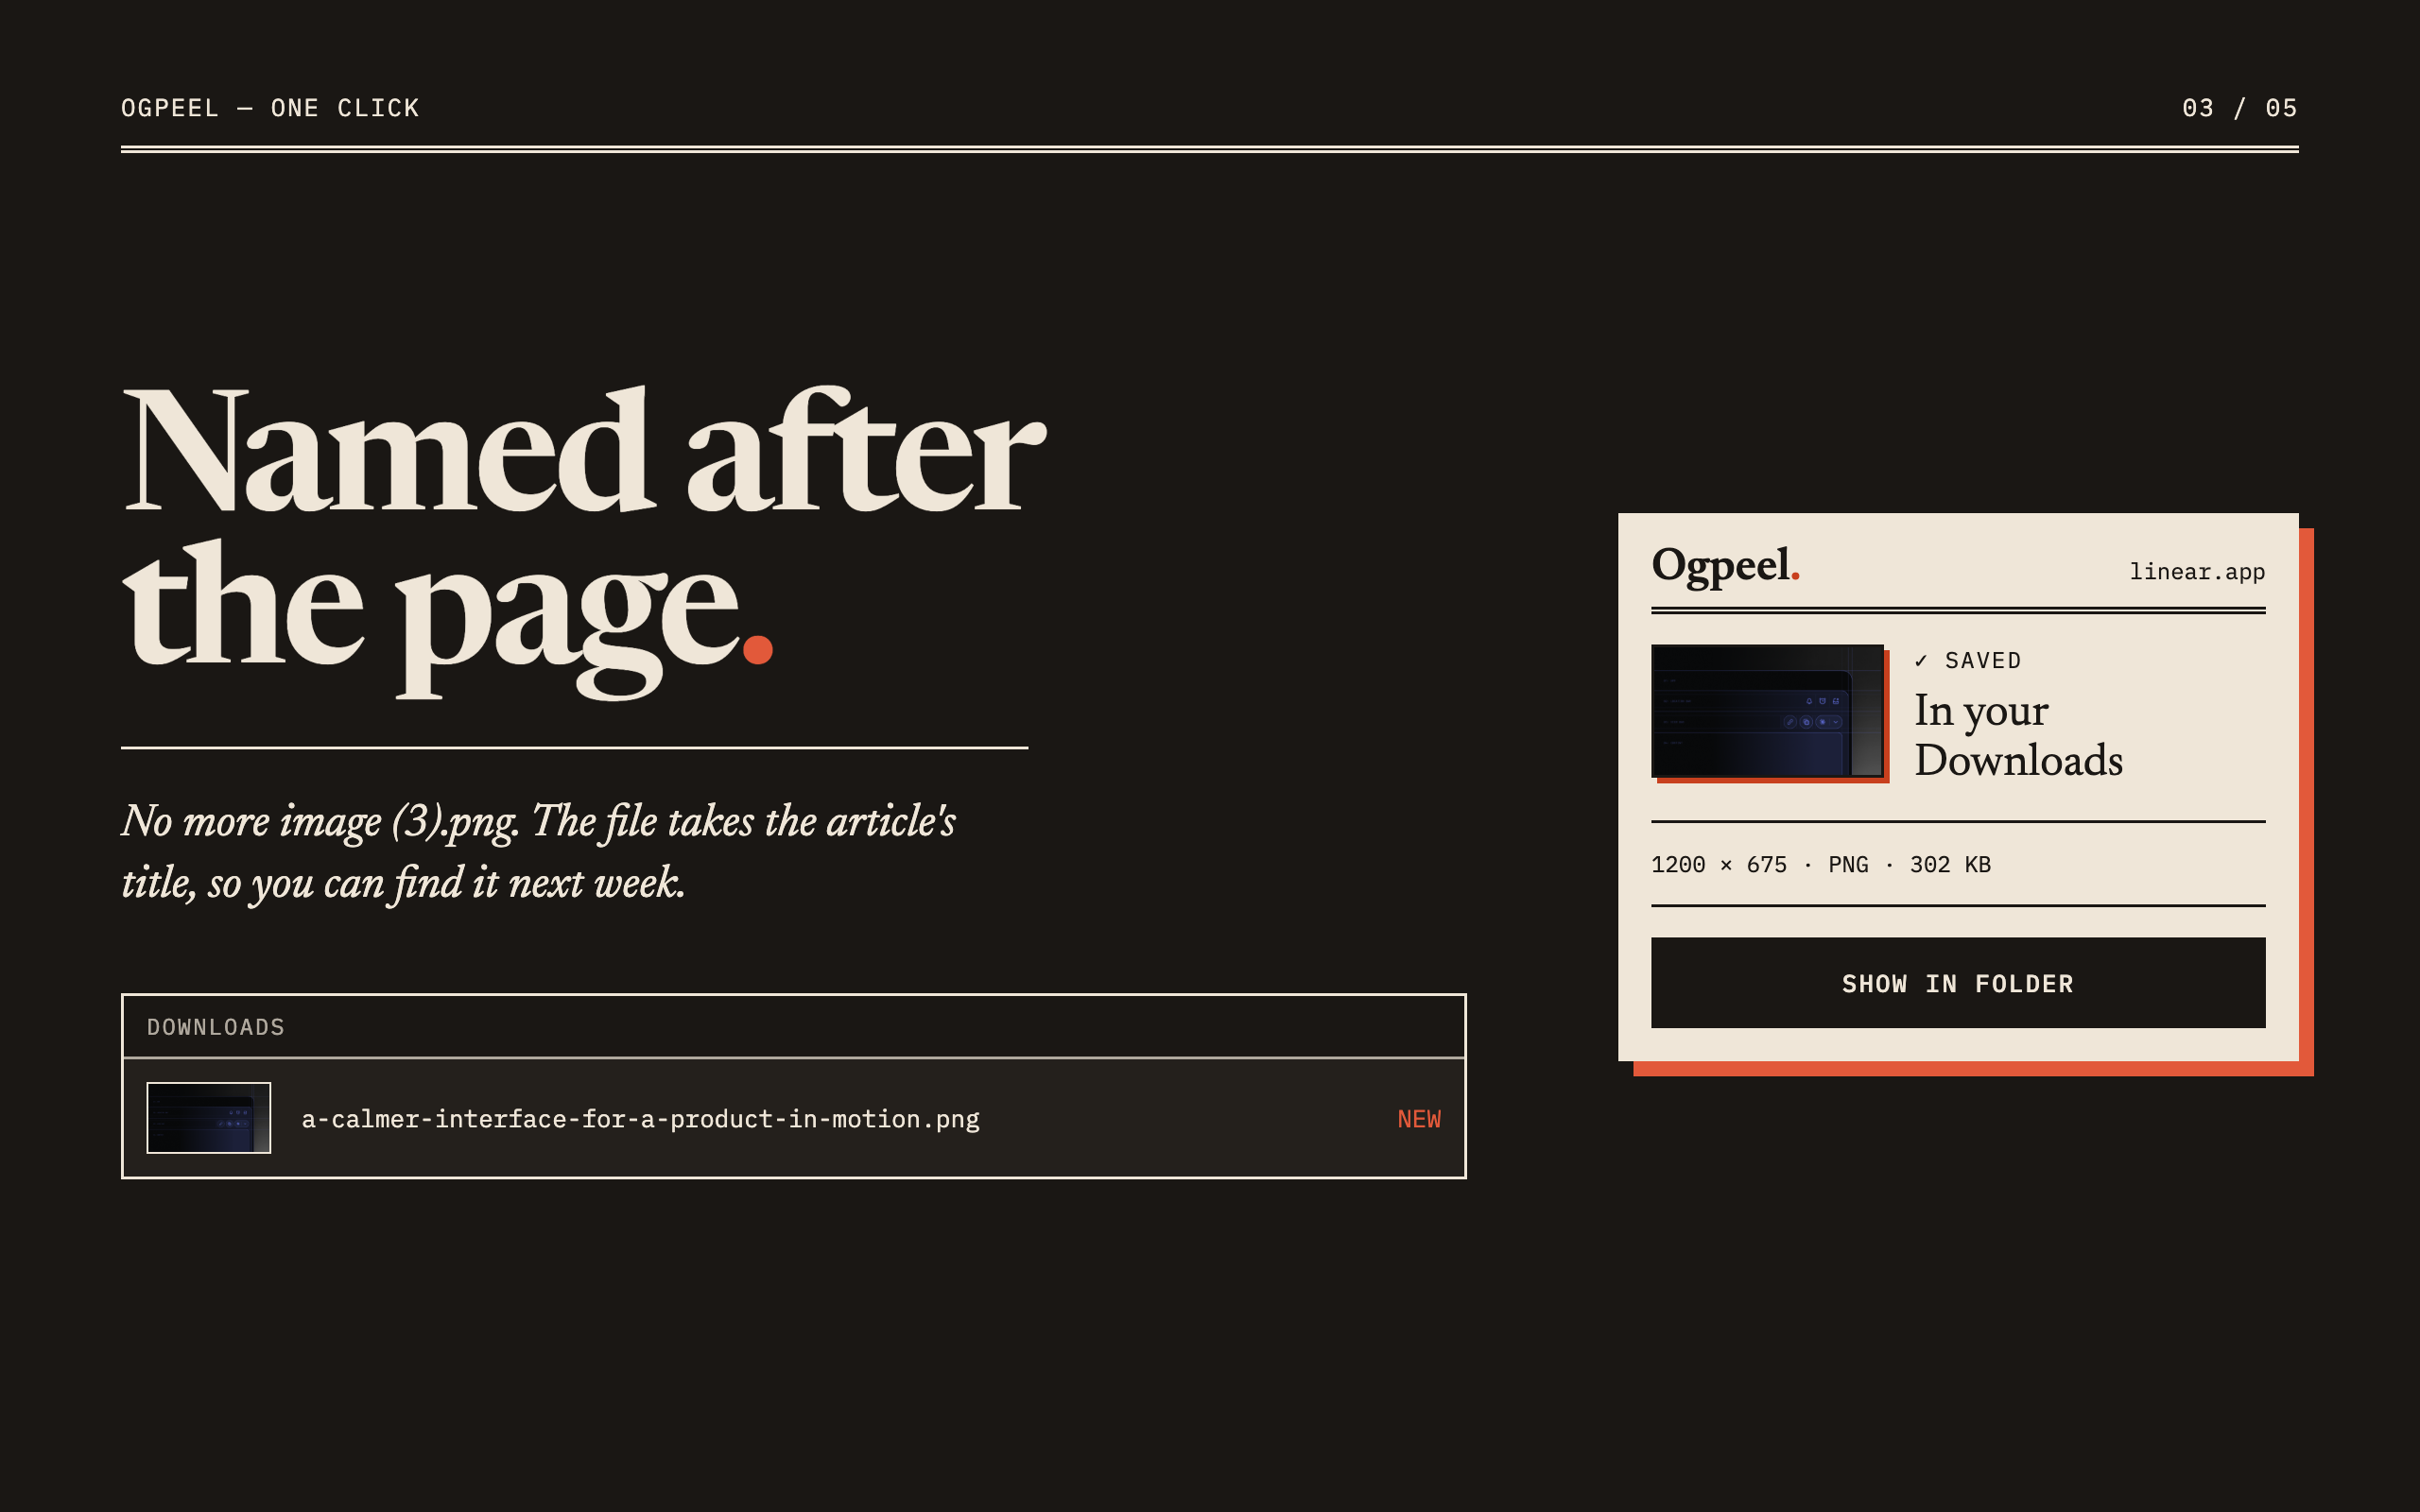 OGPEEL — ONE CLICK
03 / 05
Named after
the page.
No more image (3).png. The file takes the article's
title, so you can find it next week.
DOWNLOADS
a-calmer-interface-for-a-product-in-motion.png
NEW
Ogpeel.
linear.app
✓ SAVED
In your
Downloads
1200 × 675 · PNG · 302 KB
SHOW IN FOLDER